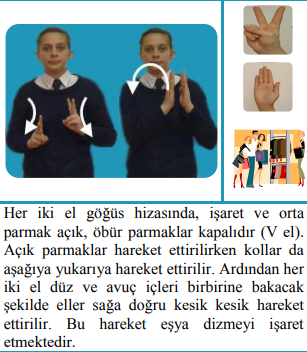 Her iki el göğüs hizasında, işaret ve orta
parmak açık, öbür parmaklar kapalıdır (V el).
Açık parmaklar hareket ettirilirken kollar da
aşağıya yukarıya hareket ettirilir. Ardından her
iki el düz ve avuç içleri birbirine bakacak
şekilde eller sağa doğru kesik kesik hareket
ettirilir. Bu hareket eşya dizmeyi işaret
etmektedir.